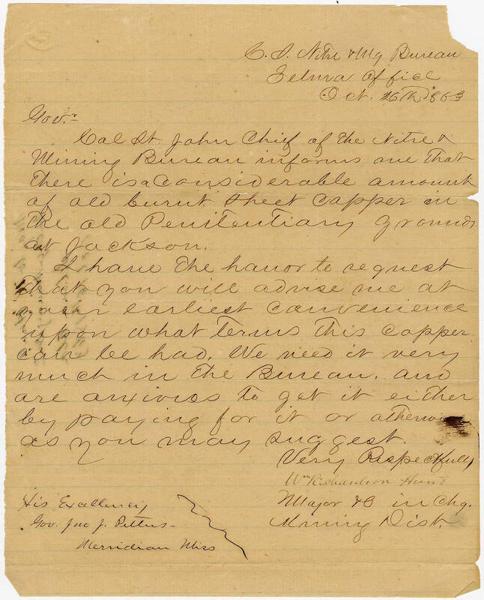 C. S. Nitre & Mg Bureau
Selma Office
Oct. 26th 1863
Govr
Col St. John Chief of the Nitre &
Mining Bureau informs me that
there is a considerable amount
of old burnt sheet copper in
the old Penitentiary grounds
at Jackson.
I have the honor to request
that you will advise me at
your earliest convenience
upon what terms this copper
can be had. We need it very
much in the Bureau, and
are anxious to get it either
by paying for it or otherwise
as you may suggest.
Very Respectfully
Wm Richardson Hunt
Major &c in Chg.
Mining Dist.
His Excellency
Gov. Jno J. Pettus
Merridian Miss